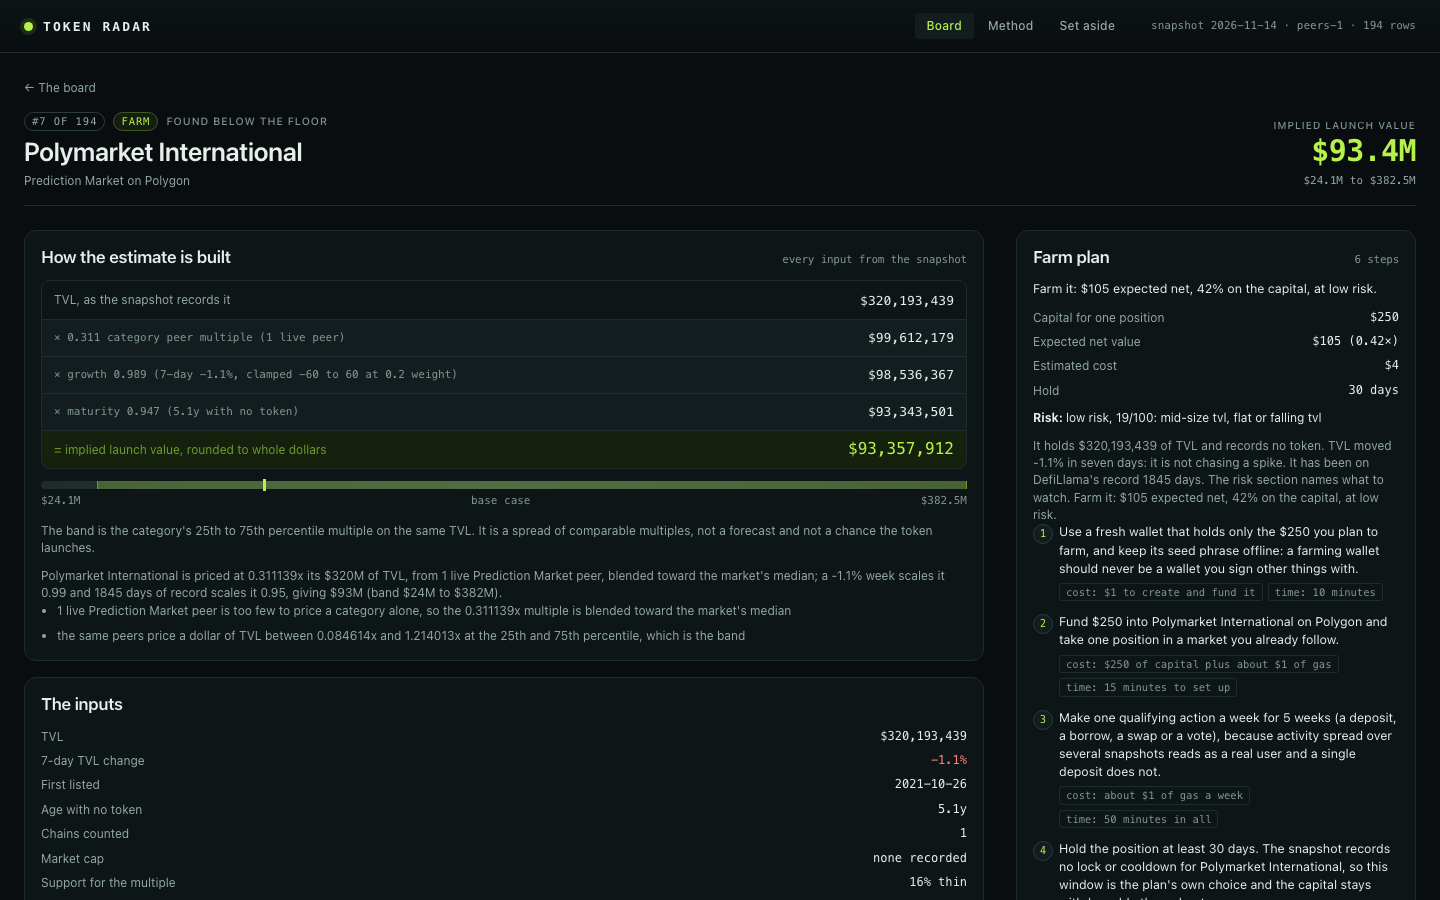 TOKEN RADAR
Board
Method
Set aside
snapshot 2026-11-14 · peers-1 · 194 rows
← The board
#7 OF 194
FARM
FOUND BELOW THE FLOOR
Polymarket International
Prediction Market on Polygon
IMPLIED LAUNCH VALUE
$93.4M
$24.1M to $382.5M
How the estimate is built
every input from the snapshot
TVL, as the snapshot records it
$320,193,439
× 0.311 category peer multiple (1 live peer)
$99,612,179
× growth 0.989 (7-day -1.1%, clamped -60 to 60 at 0.2 weight)
$98,536,367
× maturity 0.947 (5.1y with no token)
$93,343,501
= implied launch value, rounded to whole dollars
$93,357,912
$24.1M
base case
$382.5M
The band is the category's 25th to 75th percentile multiple on the same TVL. It is a spread of comparable multiples, not a forecast and not a chance the token
launches.
Polymarket International is priced at 0.311139x its $320M of TVL, from 1 live Prediction Market peer, blended toward the market's median; a -1.1% week scales it
0.99 and 1845 days of record scales it 0.95, giving $93M (band $24M to $382M).
• 1 live Prediction Market peer is too few to price a category alone, so the 0.311139x multiple is blended toward the market's median
• the same peers price a dollar of TVL between 0.084614x and 1.214013x at the 25th and 75th percentile, which is the band
The inputs
TVL
$320,193,439
7-day TVL change
-1.1%
First listed
2021-10-26
Age with no token
5.1y
Chains counted
1
Market cap
none recorded
Support for the multiple
16% thin
Farm plan
6 steps
Farm it: $105 expected net, 42% on the capital, at low risk.
Capital for one position
$250
Expected net value
$105 (0.42×)
Estimated cost
$4
Hold
30 days
Risk: low risk, 19/100: mid-size tvl, flat or falling tvl
It holds $320,193,439 of TVL and records no token. TVL moved
-1.1% in seven days: it is not chasing a spike. It has been on
DefiLlama's record 1845 days. The risk section names what to
watch. Farm it: $105 expected net, 42% on the capital, at low
risk.
1
Use a fresh wallet that holds only the $250 you plan to
farm, and keep its seed phrase offline: a farming wallet
should never be a wallet you sign other things with.
cost: $1 to create and fund it
time: 10 minutes
2
Fund $250 into Polymarket International on Polygon and
take one position in a market you already follow.
cost: $250 of capital plus about $1 of gas
time: 15 minutes to set up
3
Make one qualifying action a week for 5 weeks (a deposit,
a borrow, a swap or a vote), because activity spread over
several snapshots reads as a real user and a single
deposit does not.
cost: about $1 of gas a week
time: 50 minutes in all
4
Hold the position at least 30 days. The snapshot records
no lock or cooldown for Polymarket International, so this
window is the plan's own choice and the capital stays